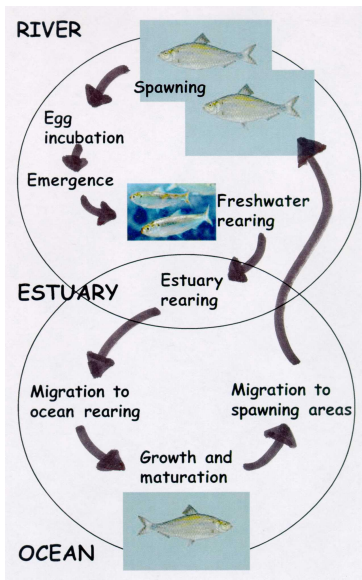 RIVER
Spawning
Egg
incubation
Emergence
Freshwater
rearing
ESTUARY
Estuary
rearing
Migration to
ocean rearing
Migration to
spawning areas
Growth and
maturation
OCEAN